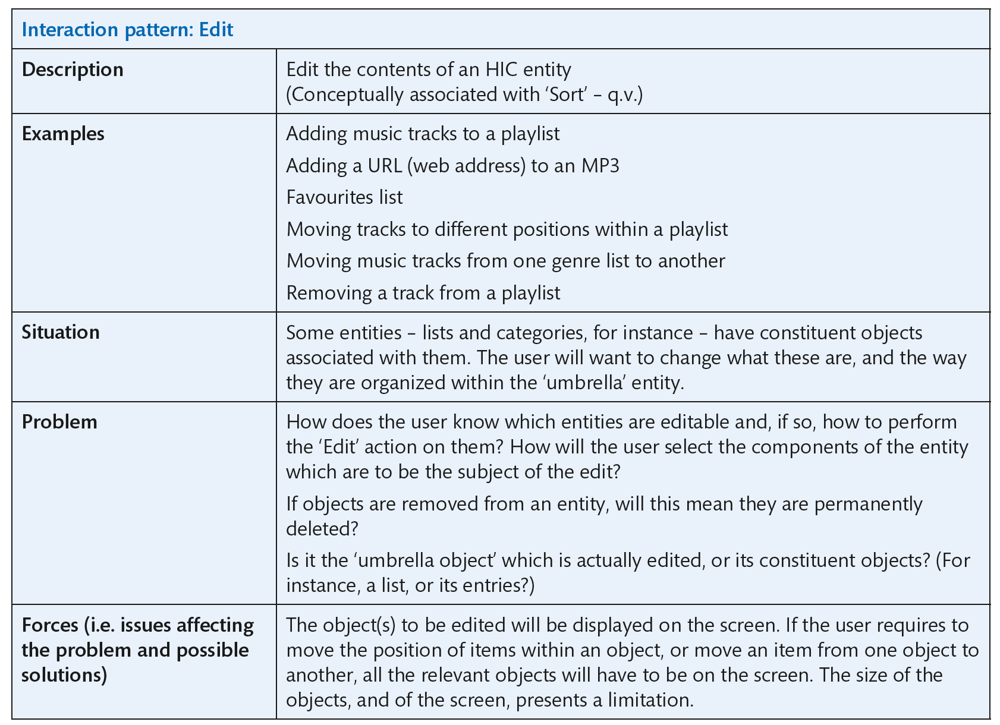 Interaction pattern: Edit
Description
Edit the contents of an HIC entity
(Conceptually associated with ‘Sort’ – q.v.)
Examples
Adding music tracks to a playlist
Adding a URL (web address) to an MP3
Favourites list
Moving tracks to different positions within a playlist
Moving music tracks from one genre list to another
Removing a track from a playlist
Situation
Some entities – lists and categories, for instance – have constituent objects
associated with them. The user will want to change what these are, and the way
they are organized within the ‘umbrella’ entity.
Problem
How does the user know which entities are editable and, if so, how to perform
the ‘Edit’ action on them? How will the user select the components of the entity
which are to be the subject of the edit?
If objects are removed from an entity, will this mean they are permanently
deleted?
Is it the ‘umbrella object’ which is actually edited, or its constituent objects? (For
instance, a list, or its entries?)
Forces (i.e. issues affecting
the problem and possible
solutions)
The object(s) to be edited will be displayed on the screen. If the user requires to
move the position of items within an object, or move an item from one object to
another, all the relevant objects will have to be on the screen. The size of the
objects, and of the screen, presents a limitation.